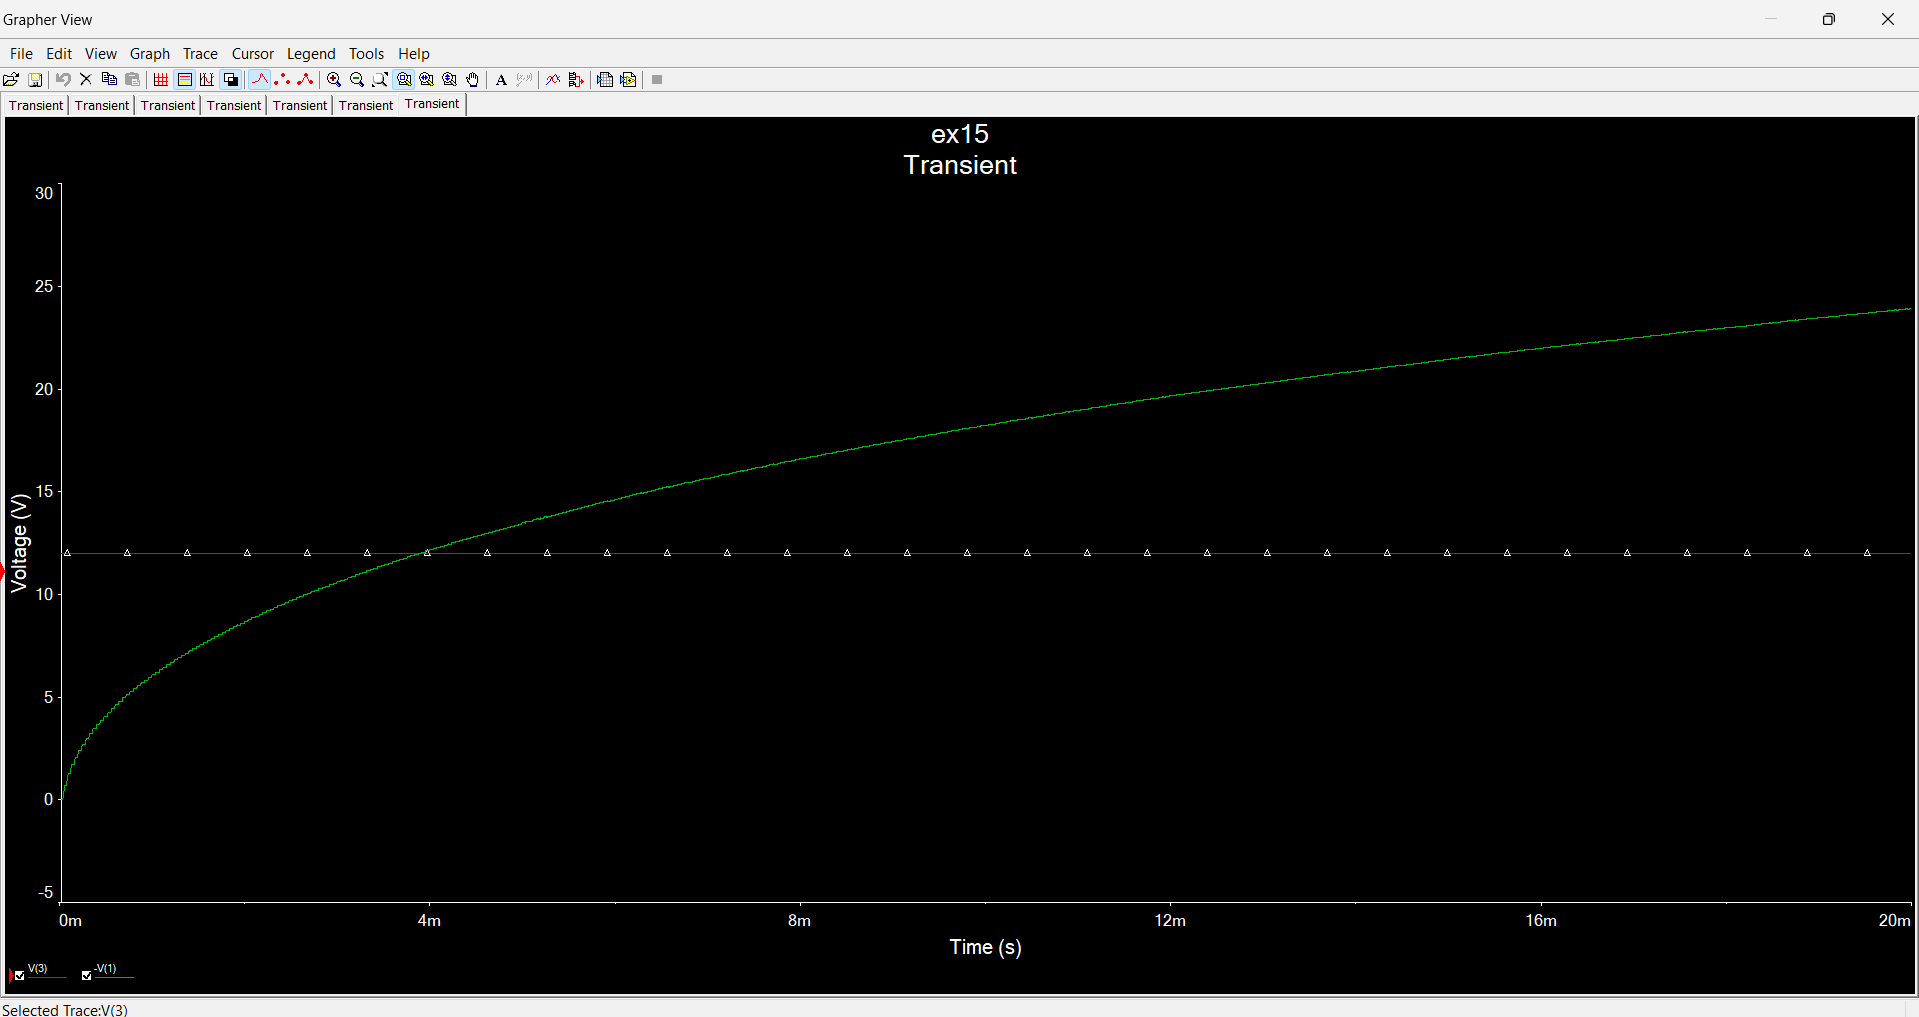 Grapher View
File Edit View Graph Trace Cursor Legend Tools Help
A
Transient Transient Transient Transient Transient Transient Transient
ex15
Transient
30
25
20
15
10
5
0
-5
Voltage (V)
0m 4m 8m 12m 16m 20m
Time (s)
V(3) -V(1)
Selected Trace:V(3)